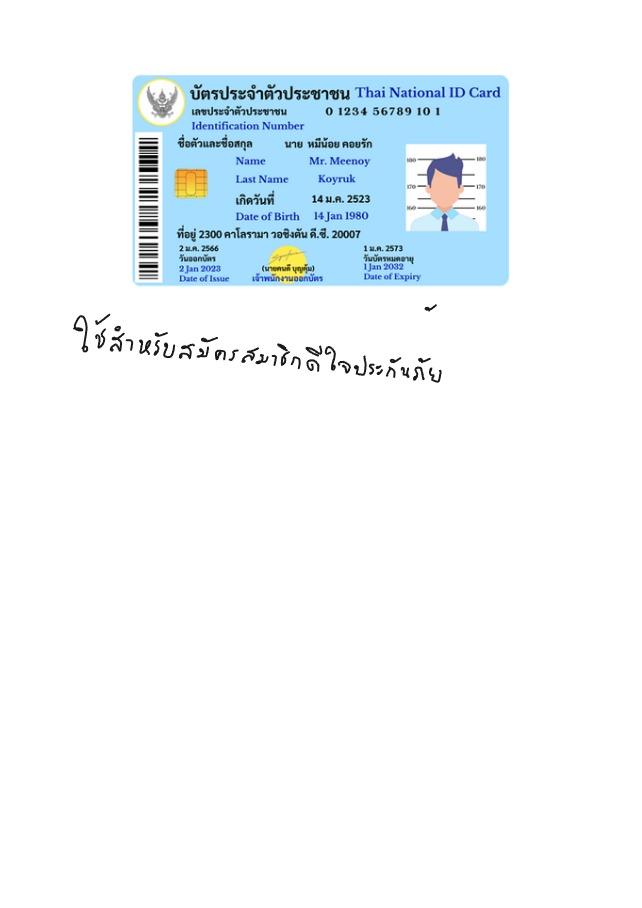 บัตรประจำตัวประชาชน Thai National ID Card
เลขประจำตัวประชาชน 0 1234 56789 10 1
Identification Number
ชื่อตัวและชื่อสกุล นาย หมีน้อย คอยรัก
Name Mr. Meenoy
Last Name Koyruk
เกิดวันที่ 14 ม.ค. 2523
Date of Birth 14 Jan 1980
ที่อยู่ 2300 คาโลรามา วอชิงตัน ดี.ซี. 20007
2 ม.ค. 2566 1 ม.ค. 2573
วันออกบัตร วันบัตรหมดอายุ
2 Jan 2023 (นายคนดี บุญคุ้ม) 1 Jan 2032
Date of Issue เจ้าพนักงานออกบัตร Date of Expiry
180 180
170 170
160 160
ใช้สำหรับสมัครสมาชิกดีใจประกันภัย